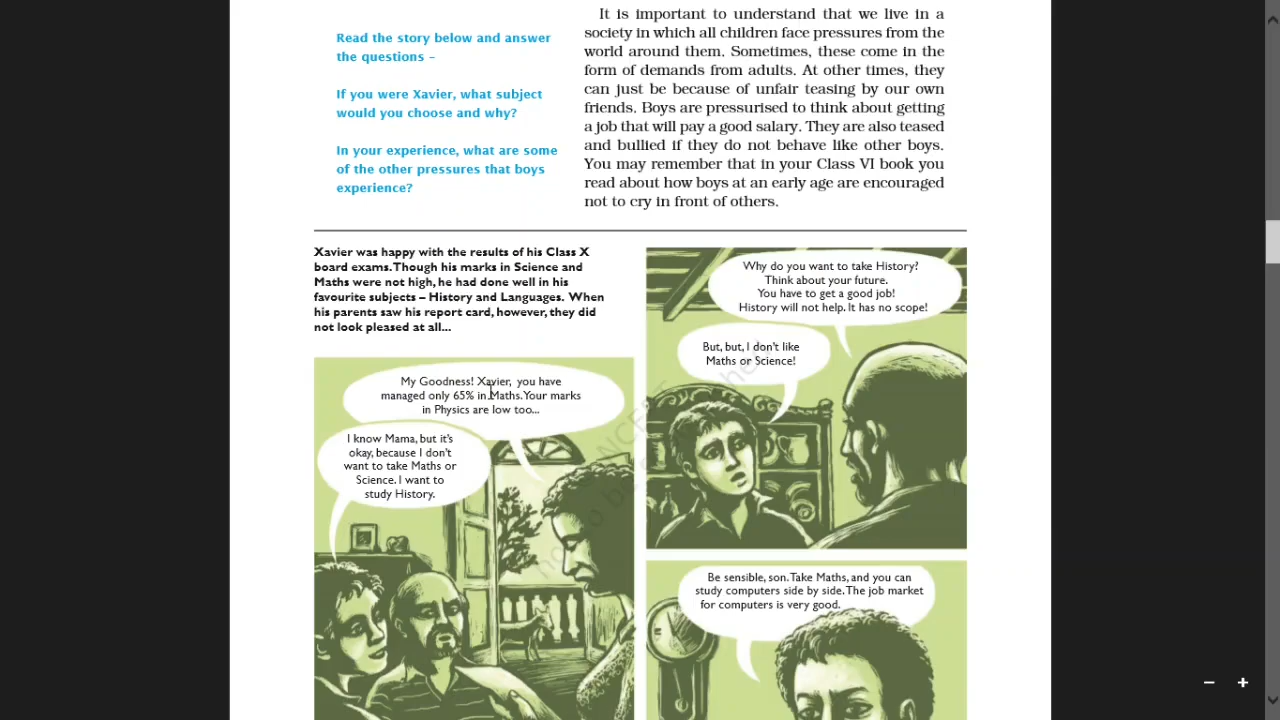 Read the story below and answer
the questions –
If you were Xavier, what subject
would you choose and why?
In your experience, what are some
of the other pressures that boys
experience?
It is important to understand that we live in a
society in which all children face pressures from the
world around them. Sometimes, these come in the
form of demands from adults. At other times, they
can just be because of unfair teasing by our own
friends. Boys are pressurised to think about getting
a job that will pay a good salary. They are also teased
and bullied if they do not behave like other boys.
You may remember that in your Class VI book you
read about how boys at an early age are encouraged
not to cry in front of others.
Xavier was happy with the results of his Class X
board exams. Though his marks in Science and
Maths were not high, he had done well in his
favourite subjects – History and Languages. When
his parents saw his report card, however, they did
not look pleased at all...
My Goodness! Xavier, you have
managed only 65% in Maths. Your marks
in Physics are low too...
I know Mama, but it's
okay, because I don't
want to take Maths or
Science. I want to
study History.
Why do you want to take History?
Think about your future.
You have to get a good job!
History will not help. It has no scope!
But, but, I don't like
Maths or Science!
Be sensible, son. Take Maths, and you can
study computers side by side. The job market
for computers is very good.